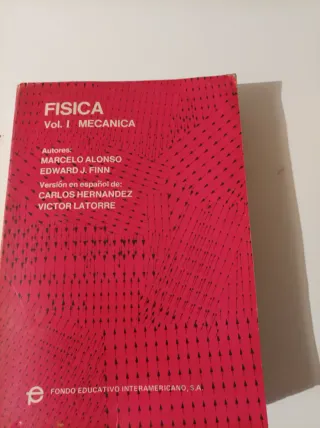 FISICA
Vol. I MECANICA
Autores:
MARCELO ALONSO
EDWARD J. FINN
Versión en español de:
CARLOS HERNANDEZ
VICTOR LATORRE
FONDO EDUCATIVO INTERAMERICANO, S.A.